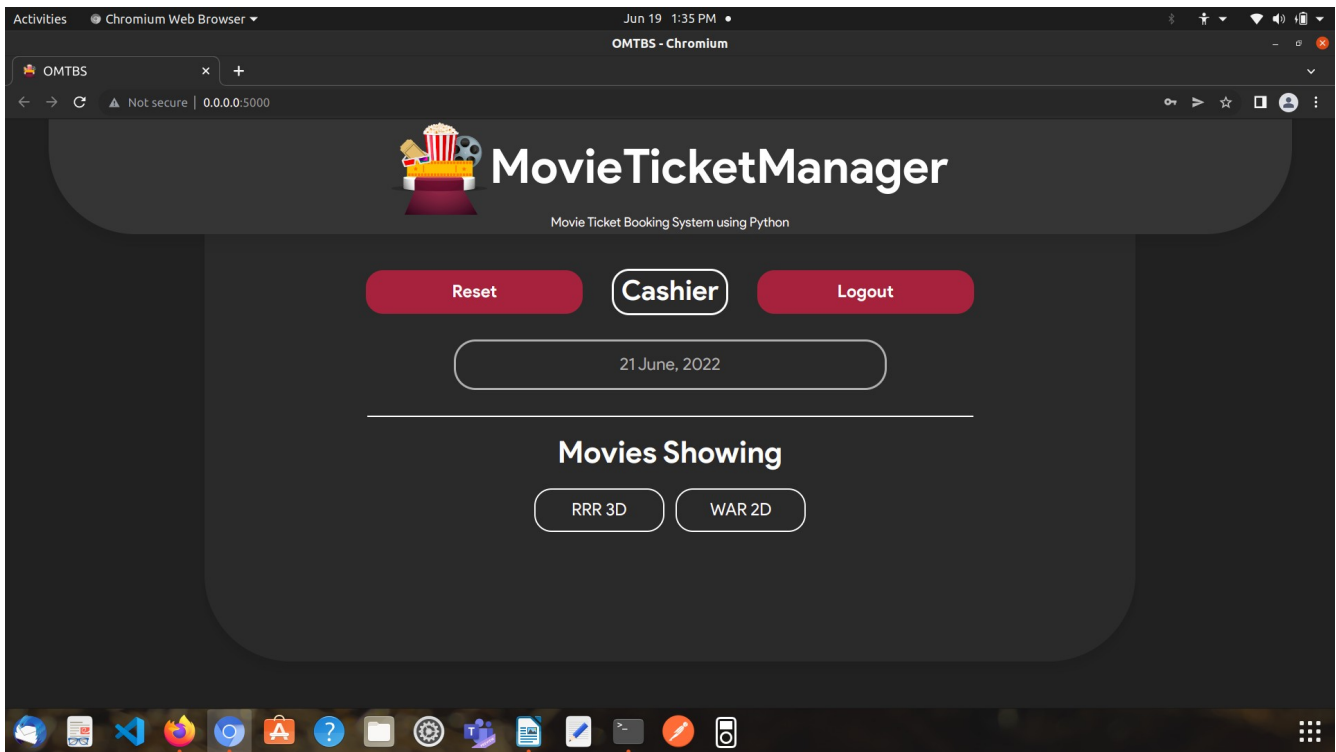 Activities Chromium Web Browser Jun 19 1:35 PM
OMTBS - Chromium
OMTBS
Not secure | 0.0.0.0:5000
MovieTicketManager
Movie Ticket Booking System using Python
Reset Cashier Logout
21 June, 2022
Movies Showing
RRR 3D WAR 2D